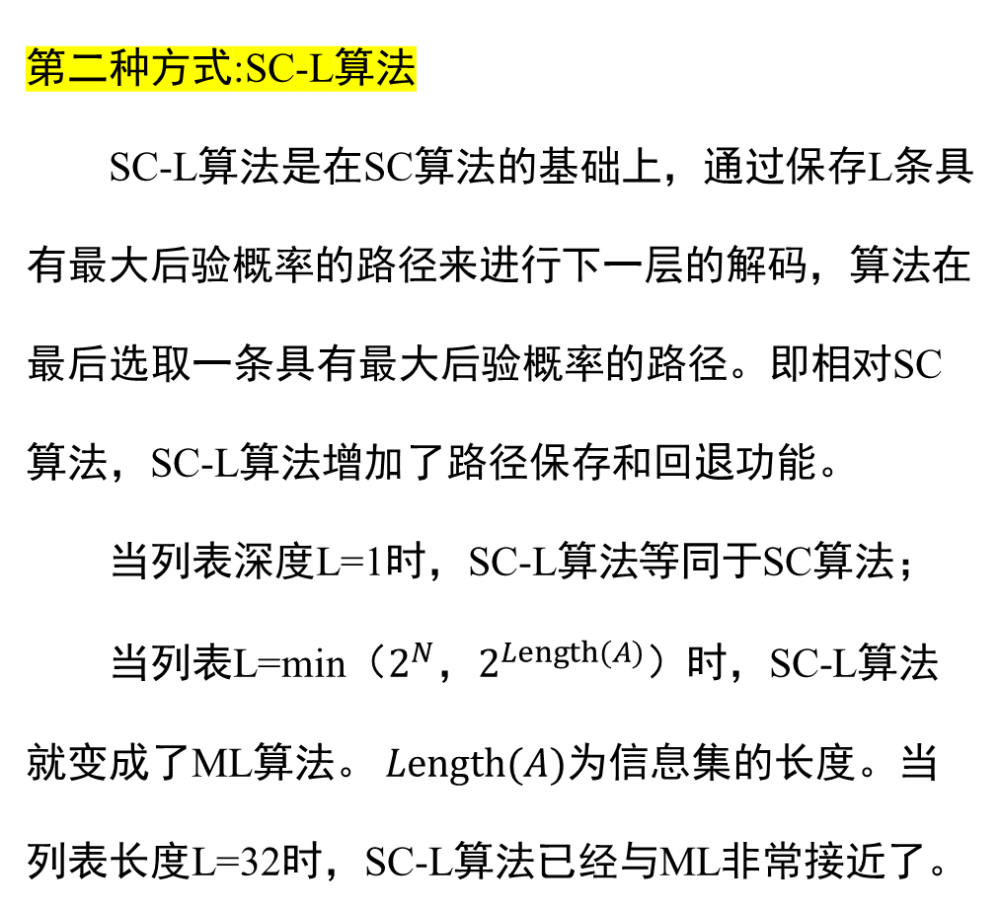 第二种方式:SC-L算法
SC-L算法是在SC算法的基础上，通过保存L条具
有最大后验概率的路径来进行下一层的解码，算法在
最后选取一条具有最大后验概率的路径。即相对SC
算法，SC-L算法增加了路径保存和回退功能。
当列表深度L=1时，SC-L算法等同于SC算法；
当列表L=min（2^N，2^Length(A)）时，SC-L算法
就变成了ML算法。 Length(A)为信息集的长度。当
列表长度L=32时，SC-L算法已经与ML非常接近了。